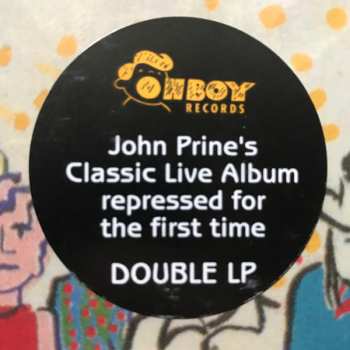 OH BOY
RECORDS
John Prine's
Classic Live Album
repressed for
the first time
DOUBLE LP